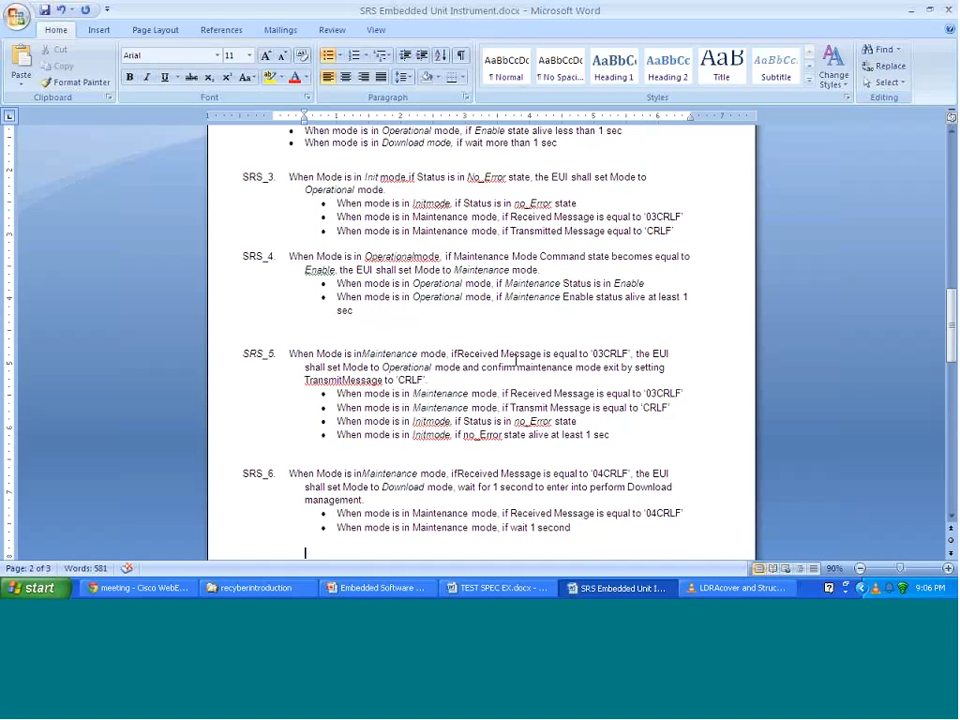 SRS Embedded Unit Instrument.docx - Microsoft Word
Home Insert Page Layout References Mailings Review View
Cut
Copy
Format Painter
Paste
Clipboard
Arial 11
Font
Paragraph
AaBbCcDc ¶ Normal
AaBbCcDc ¶ No Spaci...
AaBbC Heading 1
AaBbCc Heading 2
AaB Title
AaBbCc. Subtitle
Change Styles
Styles
Find
Replace
Select
Editing
• When mode is in Operational mode, if Enable state alive less than 1 sec
• When mode is in Download mode, if wait more than 1 sec
SRS_3. When Mode is in Init mode,if Status is in No_Error state, the EUI shall set Mode to
Operational mode.
• When mode is in Initmode, if Status is in no_Error state
• When mode is in Maintenance mode, if Received Message is equal to '03CRLF'
• When mode is in Maintenance mode, if Transmitted Message equal to 'CRLF'
SRS_4. When Mode is in Operationalmode, if Maintenance Mode Command state becomes equal to
Enable, the EUI shall set Mode to Maintenance mode.
• When mode is in Operational mode, if Maintenance Status is in Enable
• When mode is in Operational mode, if Maintenance Enable status alive at least 1
sec
SRS_5. When Mode is inMaintenance mode, ifReceived Message is equal to '03CRLF', the EUI
shall set Mode to Operational mode and confirm maintenance mode exit by setting
TransmitMessage to 'CRLF'.
• When mode is in Maintenance mode, if Received Message is equal to '03CRLF'
• When mode is in Maintenance mode, if Transmit Message is equal to 'CRLF'
• When mode is in Initmode, if Status is in no_Error state
• When mode is in Initmode, if no_Error state alive at least 1 sec
SRS_6. When Mode is inMaintenance mode, ifReceived Message is equal to '04CRLF', the EUI
shall set Mode to Download mode, wait for 1 second to enter into perform Download
management.
• When mode is in Maintenance mode, if Received Message is equal to '04CRLF'
• When mode is in Maintenance mode, if wait 1 second
Page: 2 of 3 Words: 581 90%
start meeting - Cisco WebE... recyberintroduction Embedded Software ... TEST SPEC EX.docx - ... SRS Embedded Unit I... LDRAcover and Struc... 9:06 PM